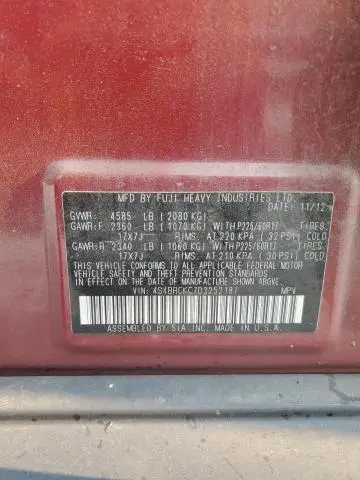 MFD BY FUJI HEAVY INDUSTRIES LTD.
DATE: 11/12
GVWR: 4585 LB ( 2080 KG)
GAWR:F 2360 LB ( 1070 KG) WITH P225/60R17 TIRES
17X7J RIMS. AT 220 KPA ( 32 PSI) COLD
GAWR:R 2340 LB ( 1060 KG) WITH P225/60R17 TIRES
17X7J RIMS. AT 210 KPA ( 30 PSI) COLD
THIS VEHICLE CONFORMS TO ALL APPLICABLE FEDERAL MOTOR
VEHICLE SAFETY, BUMPER, AND THEFT PREVENTION STANDARDS
IN EFFECT ON THE DATE OF MANUFACTURE SHOWN ABOVE.
VIN: 4S4BRCKC7D3252187 MPV
ASSEMBLED BY SIA, INC. MADE IN U.S.A.